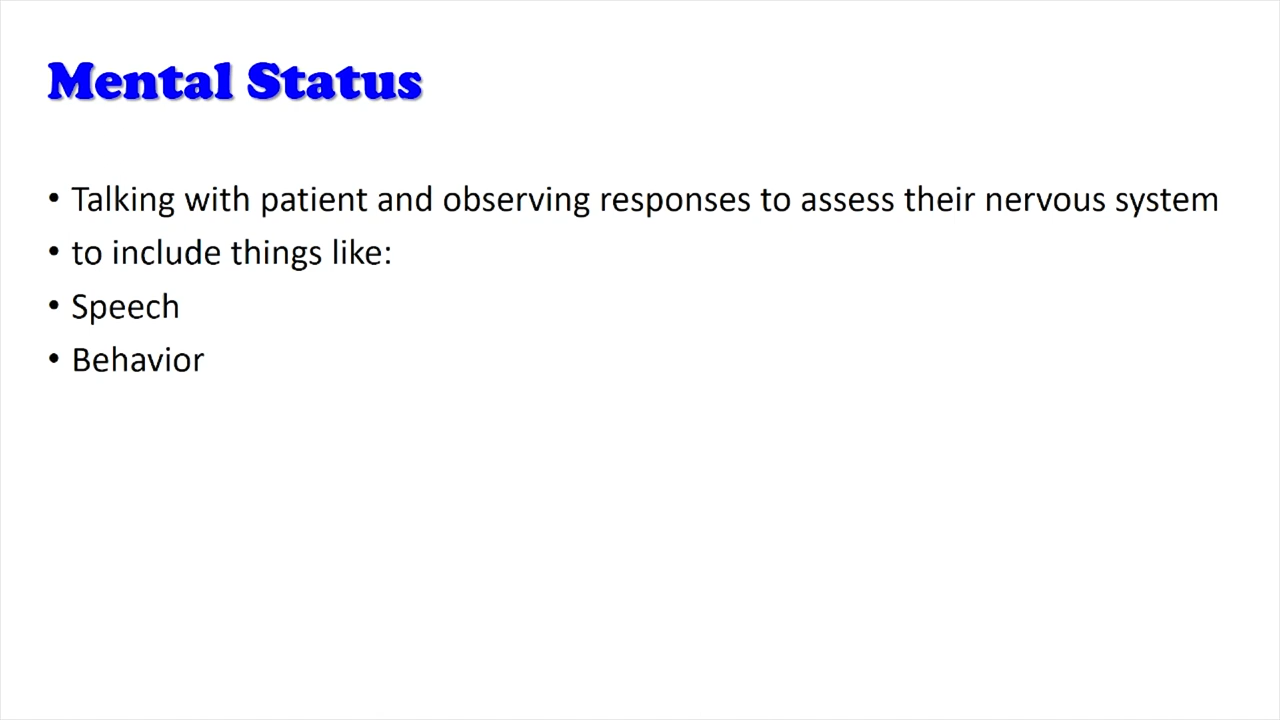 Mental Status
• Talking with patient and observing responses to assess their nervous system
• to include things like:
• Speech
• Behavior